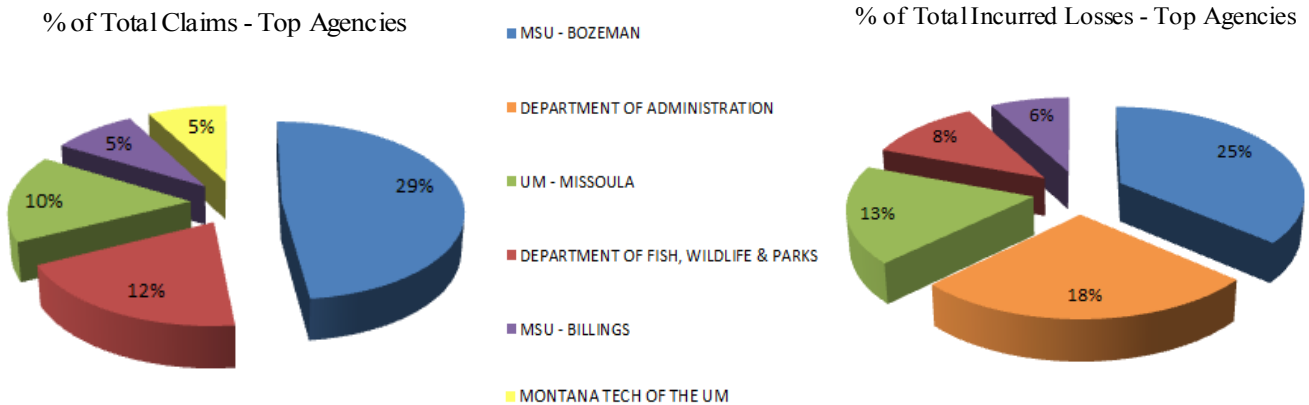 % of Total Claims - Top Agencies
5%
5%
29%
10%
12%
MSU - BOZEMAN
DEPARTMENT OF ADMINISTRATION
UM - MISSOULA
DEPARTMENT OF FISH, WILDLIFE & PARKS
MSU - BILLINGS
MONTANA TECH OF THE UM
% of Total Incurred Losses - Top Agencies
6%
8%
25%
13%
18%